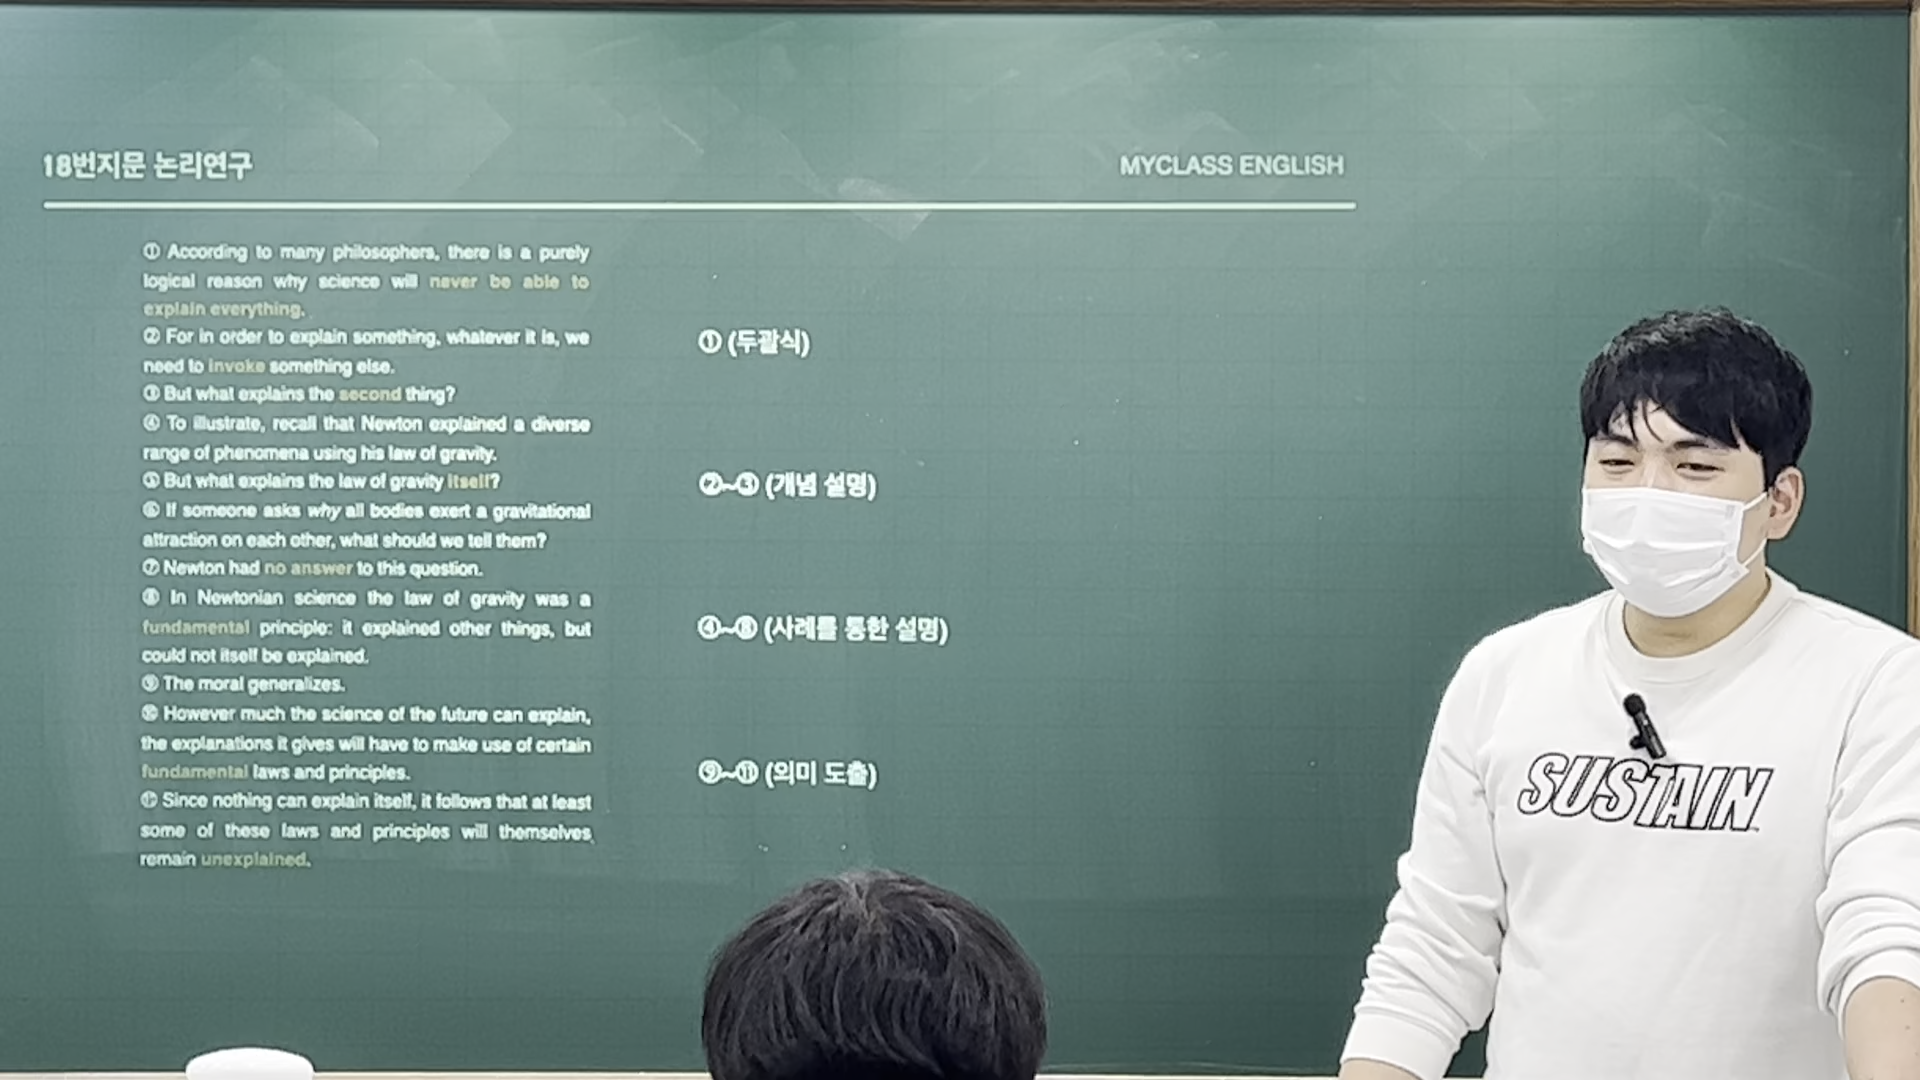 18번지문 논리연구
MYCLASS ENGLISH
① According to many philosophers, there is a purely
logical reason why science will never be able to
explain everything.
② For in order to explain something, whatever it is, we
need to invoke something else.
③ But what explains the second thing?
④ To illustrate, recall that Newton explained a diverse
range of phenomena using his law of gravity.
⑤ But what explains the law of gravity itself?
⑥ If someone asks why all bodies exert a gravitational
attraction on each other, what should we tell them?
⑦ Newton had no answer to this question.
⑧ In Newtonian science the law of gravity was a
fundamental principle: it explained other things, but
could not itself be explained.
⑨ The moral generalizes.
⑩ However much the science of the future can explain,
the explanations it gives will have to make use of certain
fundamental laws and principles.
⑪ Since nothing can explain itself, it follows that at least
some of these laws and principles will themselves
remain unexplained.
① (두괄식)
②~③ (개념 설명)
④~⑧ (사례를 통한 설명)
⑨~⑪ (의미 도출)
SUSTAIN